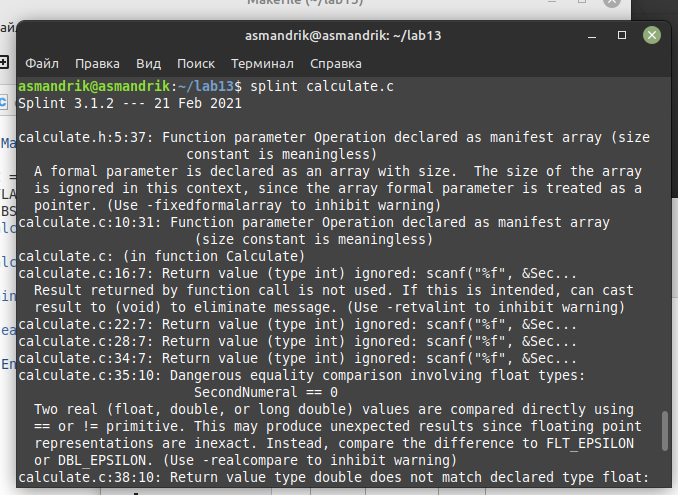 Makefile (~/lab13)
asmandrik@asmandrik: ~/lab13
Файл Правка Вид Поиск Терминал Справка
asmandrik@asmandrik:~/lab13$ splint calculate.c
Splint 3.1.2 --- 21 Feb 2021
calculate.h:5:37: Function parameter Operation declared as manifest array (size
constant is meaningless)
A formal parameter is declared as an array with size.  The size of the array
is ignored in this context, since the array formal parameter is treated as a
pointer. (Use -fixedformalarray to inhibit warning)
calculate.c:10:31: Function parameter Operation declared as manifest array
(size constant is meaningless)
calculate.c: (in function Calculate)
calculate.c:16:7: Return value (type int) ignored: scanf("%f", &Sec...
Result returned by function call is not used. If this is intended, can cast
result to (void) to eliminate message. (Use -retvalint to inhibit warning)
calculate.c:22:7: Return value (type int) ignored: scanf("%f", &Sec...
calculate.c:28:7: Return value (type int) ignored: scanf("%f", &Sec...
calculate.c:34:7: Return value (type int) ignored: scanf("%f", &Sec...
calculate.c:35:10: Dangerous equality comparison involving float types:
SecondNumeral == 0
Two real (float, double, or long double) values are compared directly using
== or != primitive. This may produce unexpected results since floating point
representations are inexact. Instead, compare the difference to FLT_EPSILON
or DBL_EPSILON. (Use -realcompare to inhibit warning)
calculate.c:38:10: Return value type double does not match declared type float: